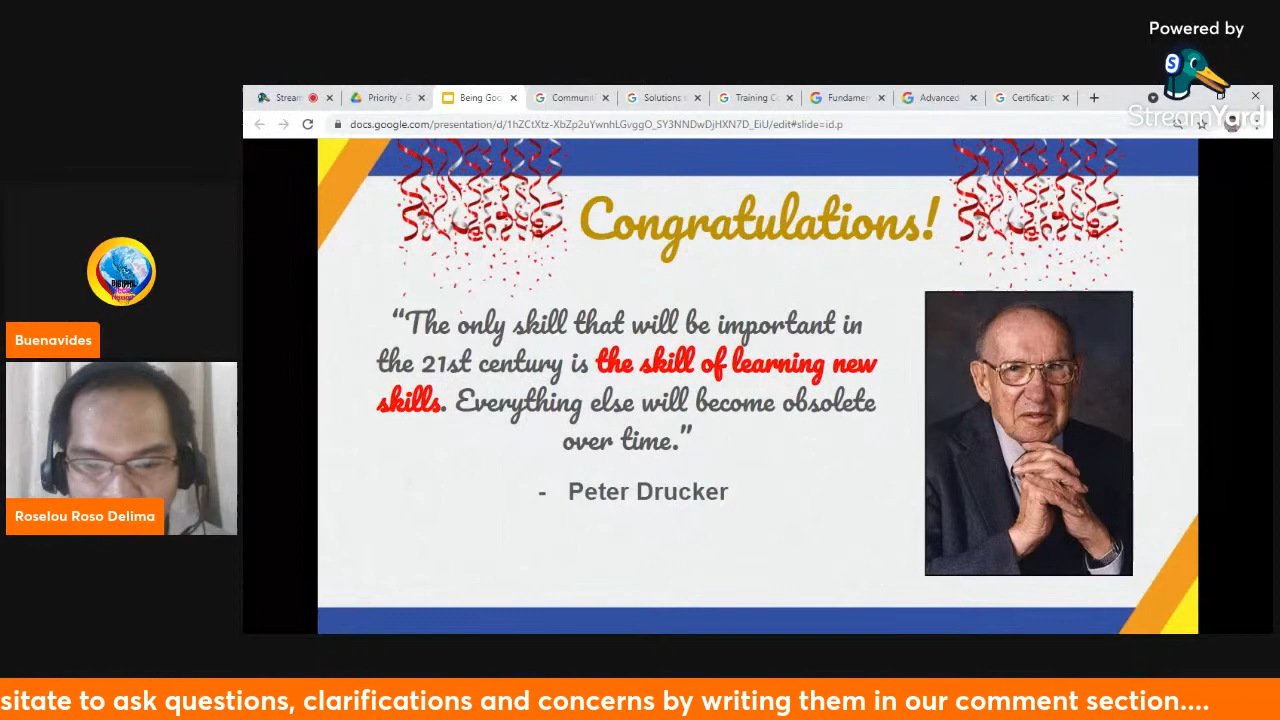 Powered by
StreamYard
Stream
Priority - G
Being Goo
Communi
Solutions
Training C
Fundamen
Advanced
Certificatio
docs.google.com/presentation/d/1hZCtXtz-XbZp2uYwnhLGvggO_SY3NNDwDjHXN7D_EiU/edit#slide=id.p
Congratulations!
“The only skill that will be important in
the 21st century is the skill of learning new
skills. Everything else will become obsolete
over time.”
- Peter Drucker
Buenavides
Roselou Roso Delima
sitate to ask questions, clarifications and concerns by writing them in our comment section....